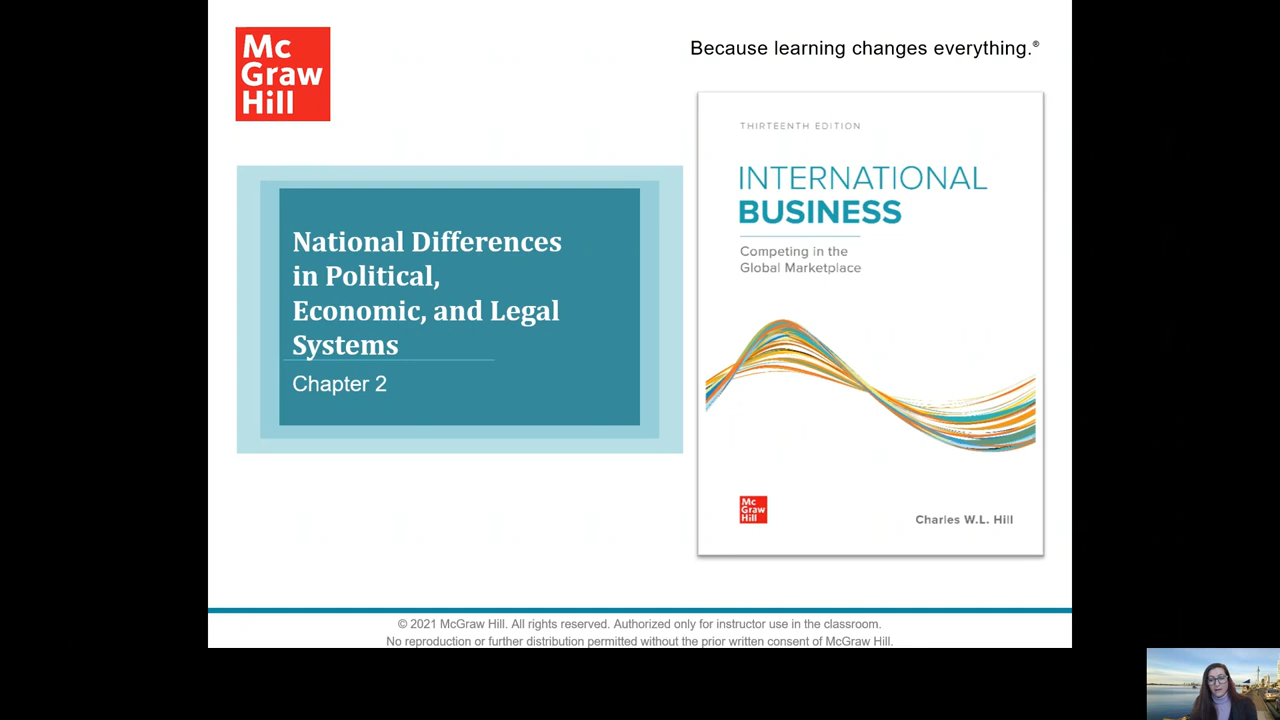 Mc
Graw
Hill
Because learning changes everything.®
National Differences
in Political,
Economic, and Legal
Systems
Chapter 2
THIRTEENTH EDITION
INTERNATIONAL
BUSINESS
Competing in the
Global Marketplace
Mc
Graw
Hill
Charles W.L. Hill
© 2021 McGraw Hill. All rights reserved. Authorized only for instructor use in the classroom.
No reproduction or further distribution permitted without the prior written consent of McGraw Hill.